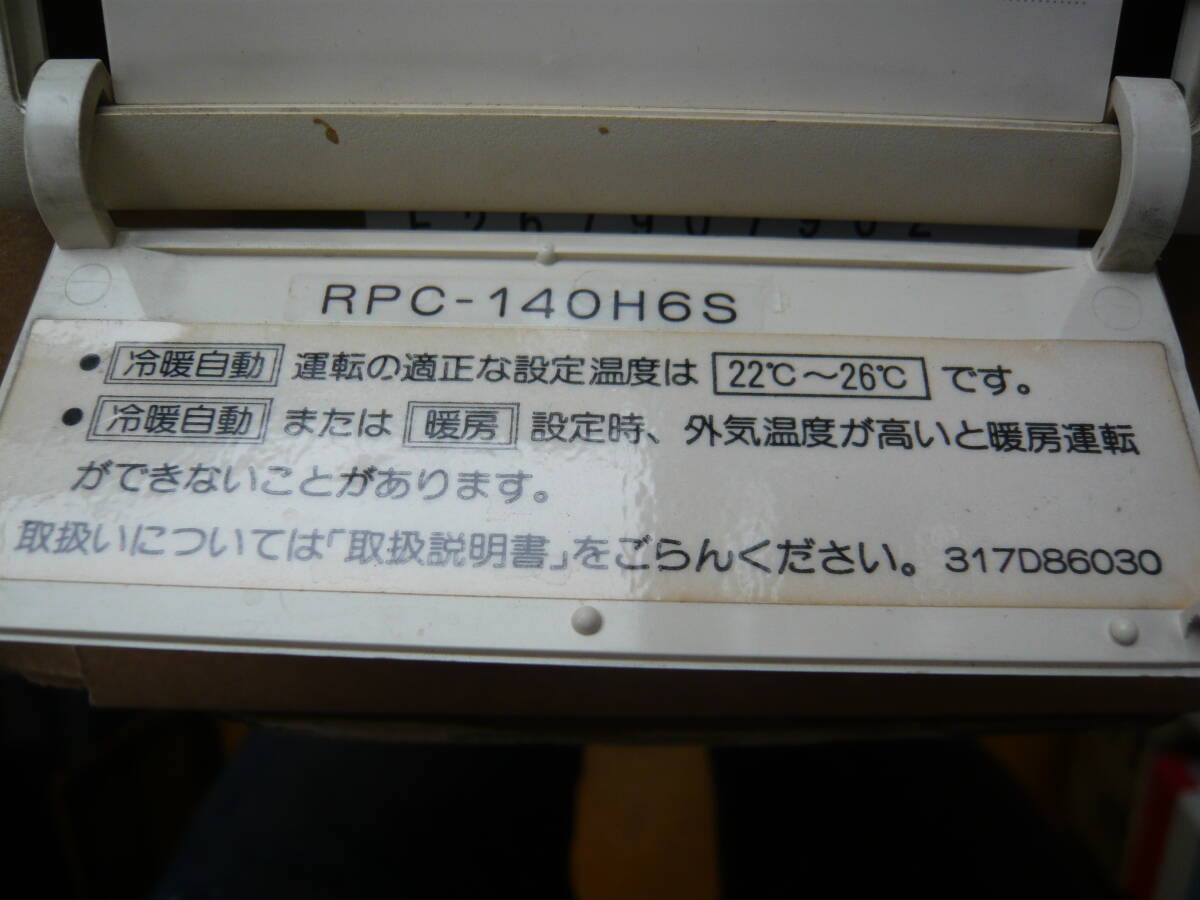 RPC-140H6S
● 冷暖自動 運転の適正な設定温度は 22℃～26℃ です。
● 冷暖自動 または 暖房 設定時、外気温度が高いと暖房運転
ができないことがあります。
取扱いについては「取扱説明書」をごらんください。 317D86030